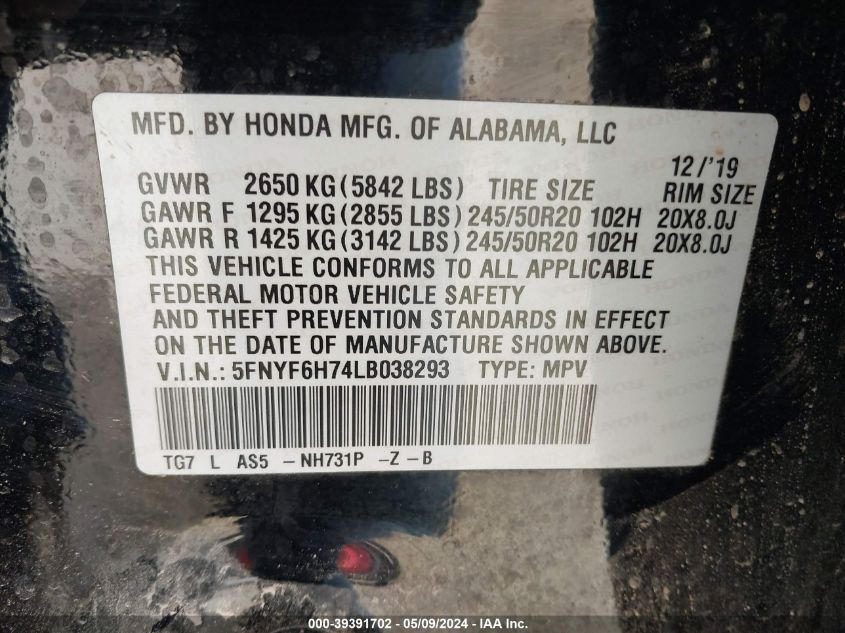 MFD. BY HONDA MFG. OF ALABAMA, LLC
12/'19
GVWR 2650 KG (5842 LBS) TIRE SIZE RIM SIZE
GAWR F 1295 KG (2855 LBS) 245/50R20 102H 20X8.0J
GAWR R 1425 KG (3142 LBS) 245/50R20 102H 20X8.0J
THIS VEHICLE CONFORMS TO ALL APPLICABLE
FEDERAL MOTOR VEHICLE SAFETY
AND THEFT PREVENTION STANDARDS IN EFFECT
ON THE DATE OF MANUFACTURE SHOWN ABOVE.
V.I.N.: 5FNYF6H74LB038293 TYPE: MPV
TG7 L AS5 -NH731P -Z -B
000-39391702 - 05/09/2024 - IAA Inc.